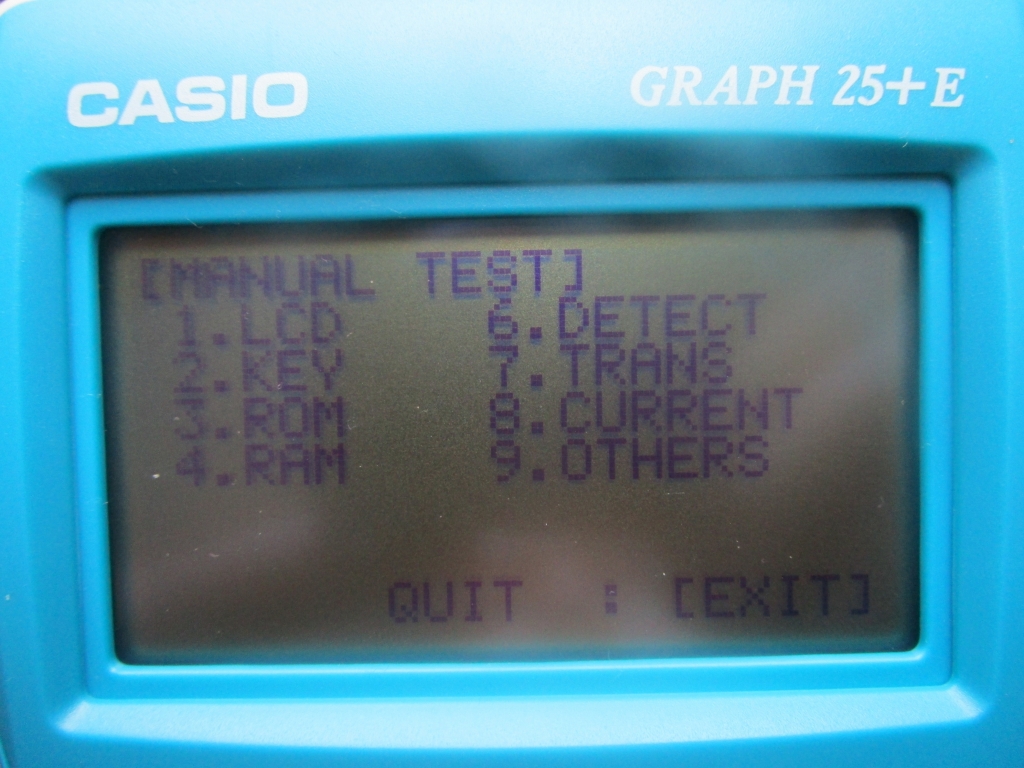 CASIO GRAPH 25+E
[MANUAL TEST]
1.LCD 6.DETECT
2.KEY 7.TRANS
3.ROM 8.CURRENT
4.RAM 9.OTHERS
QUIT : [EXIT]